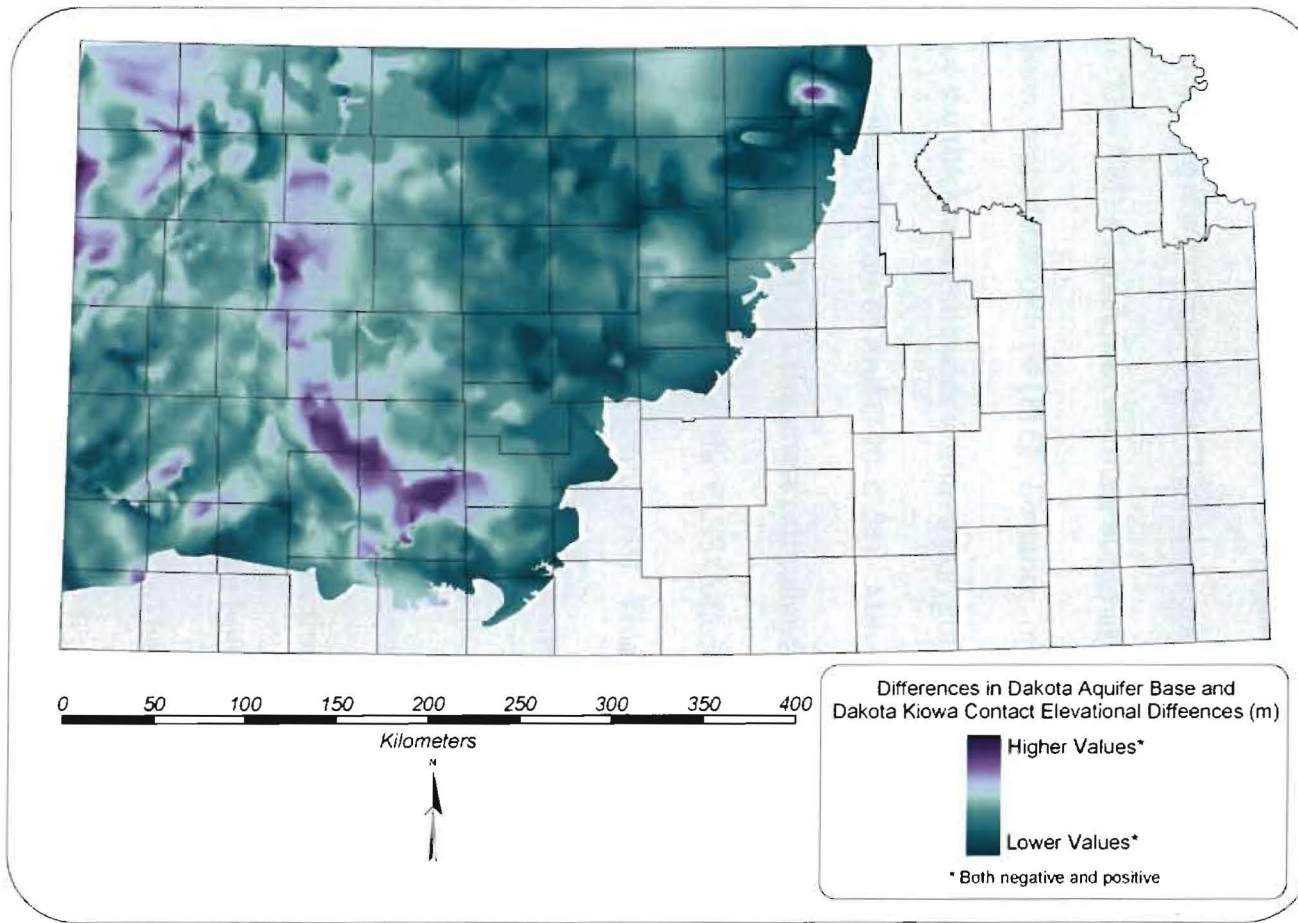 0 50 100 150 200 250 300 350 400
Kilometers
N
Differences in Dakota Aquifer Base and
Dakota Kiowa Contact Elevational Diffeences (m)
Higher Values*
Lower Values*
* Both negative and positive